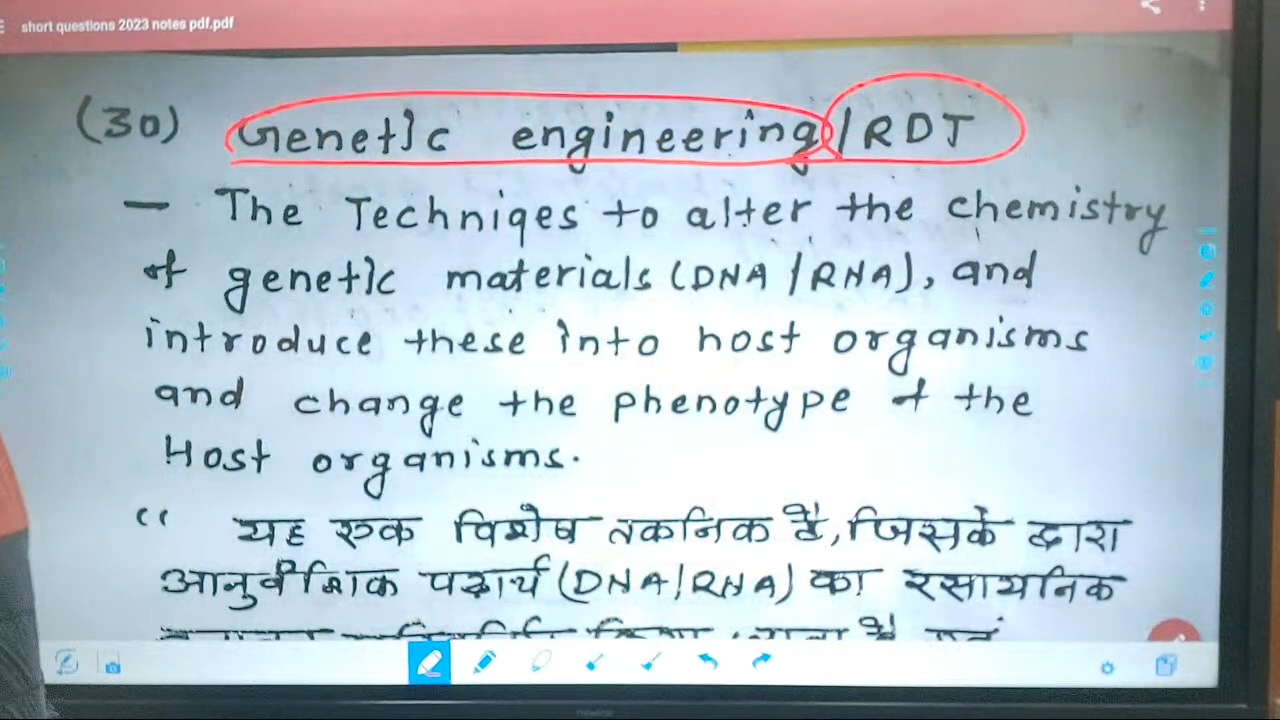 short questions 2023 notes pdf.pdf
(30) Genetic engineering/RDT
- The Techniqes to alter the chemistry
of genetic materials (DNA/RNA), and
introduce these into host organisms
and change the phenotype of the
Host organisms.
“ यह एक विशेष तकनिक है, जिसके द्वारा
आनुवंशिक पदार्थ (DNA/RNA) का रसायनिक